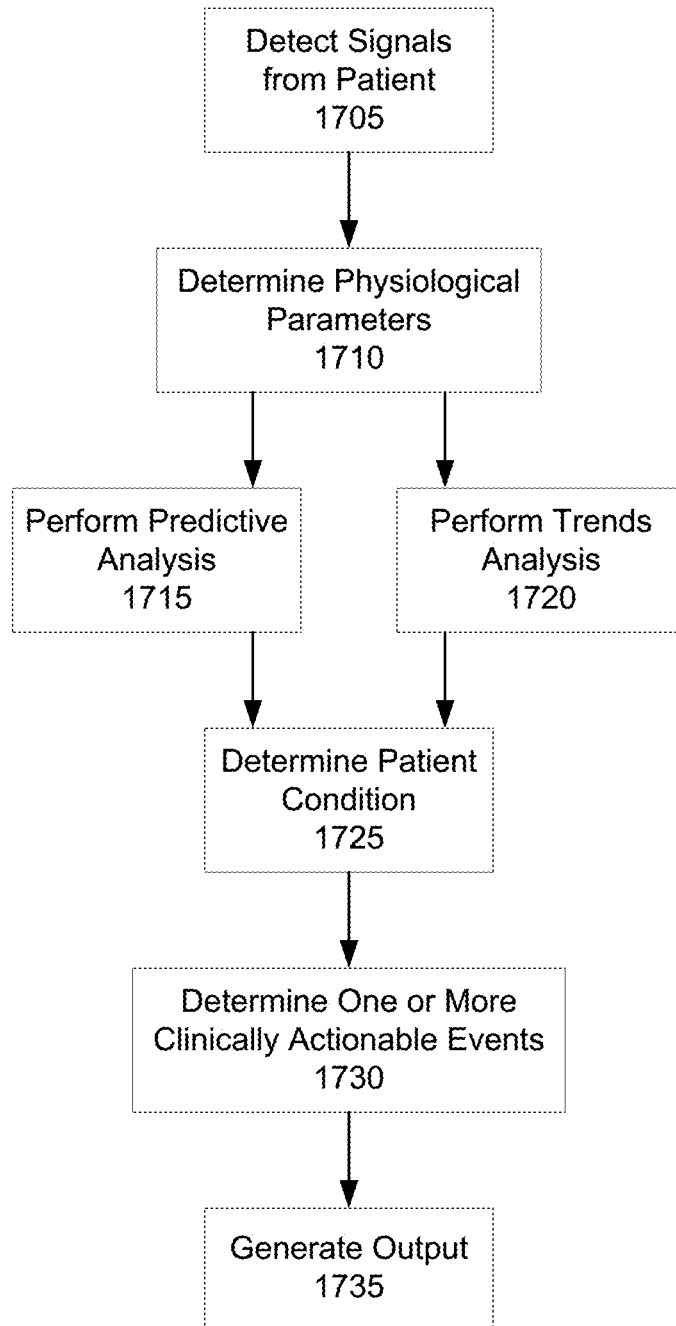 Detect Signals
from Patient
1705
Determine Physiological
Parameters
1710
Perform Predictive
Analysis
1715
Perform Trends
Analysis
1720
Determine Patient
Condition
1725
Determine One or More
Clinically Actionable Events
1730
Generate Output
1735